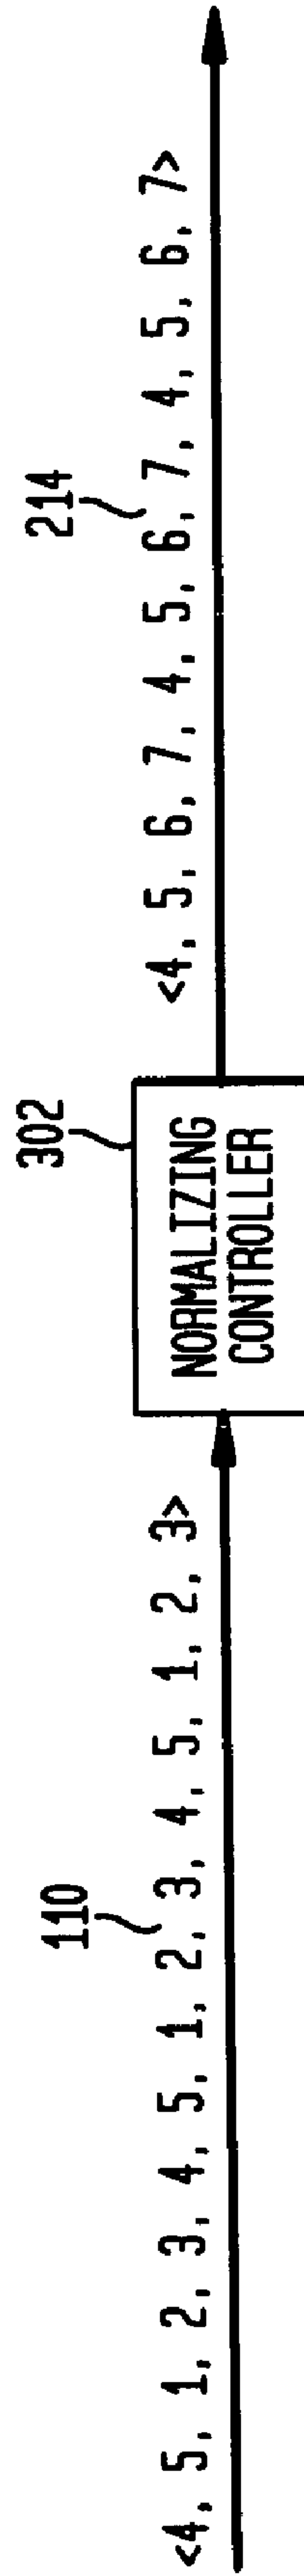 110
<4, 5, 1, 2, 3, 4, 5, 1, 2, 3, 4, 5, 1, 2, 3>
302
NORMALIZING
CONTROLLER
214
<4, 5, 6, 7, 4, 5, 6, 7, 4, 5, 6, 7>